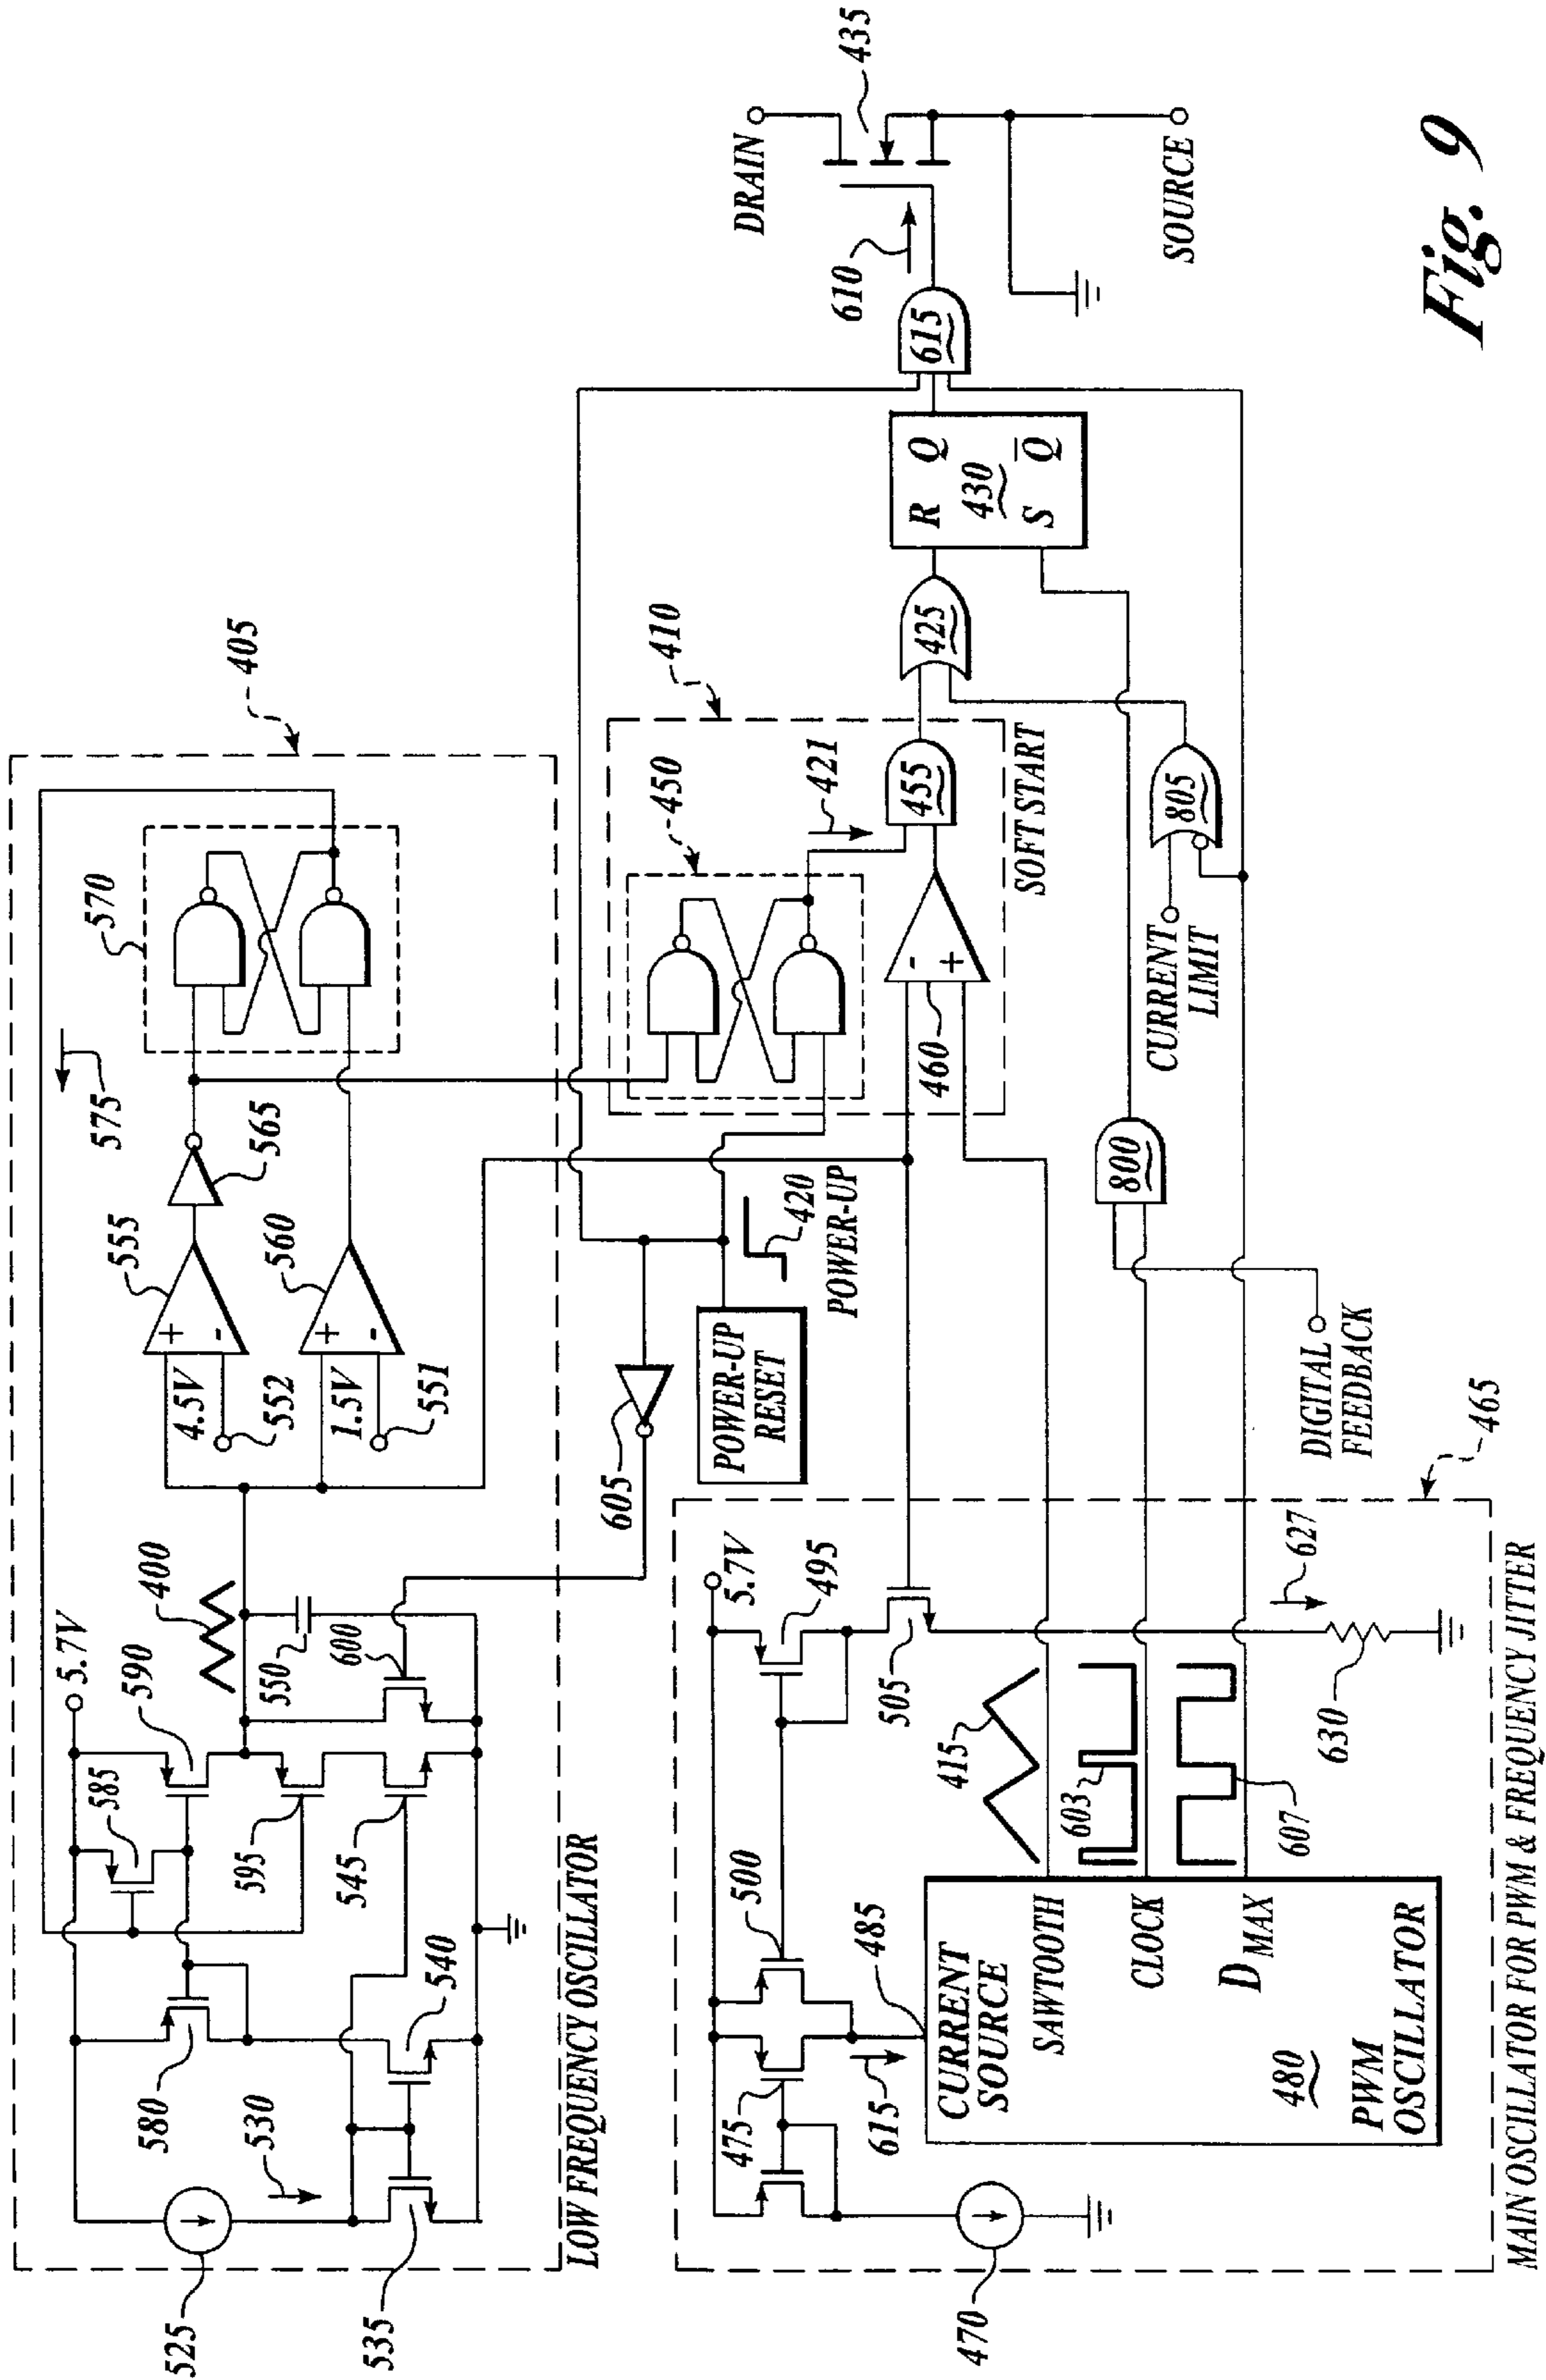 405
LOW FREQUENCY OSCILLATOR
5.7V
525
530
535
540
580
585
590
595
545
400
550
600
4.5V
552
1.5V
551
+
-
555
+
-
560
565
575
570
605
POWER-UP
RESET
420
POWER-UP
410
450
421
-
+
460
455
SOFT START
425
R Q
430
S Q
615
610
435
DRAIN
SOURCE
465
MAIN OSCILLATOR FOR PWM & FREQUENCY JITTER
5.7V
470
475
615
485
500
495
505
CURRENT
SOURCE
SAWTOOTH
CLOCK
DMAX
480
PWM
OSCILLATOR
415
603
607
627
630
DIGITAL
FEEDBACK
800
CURRENT
LIMIT
805
Fig. 9